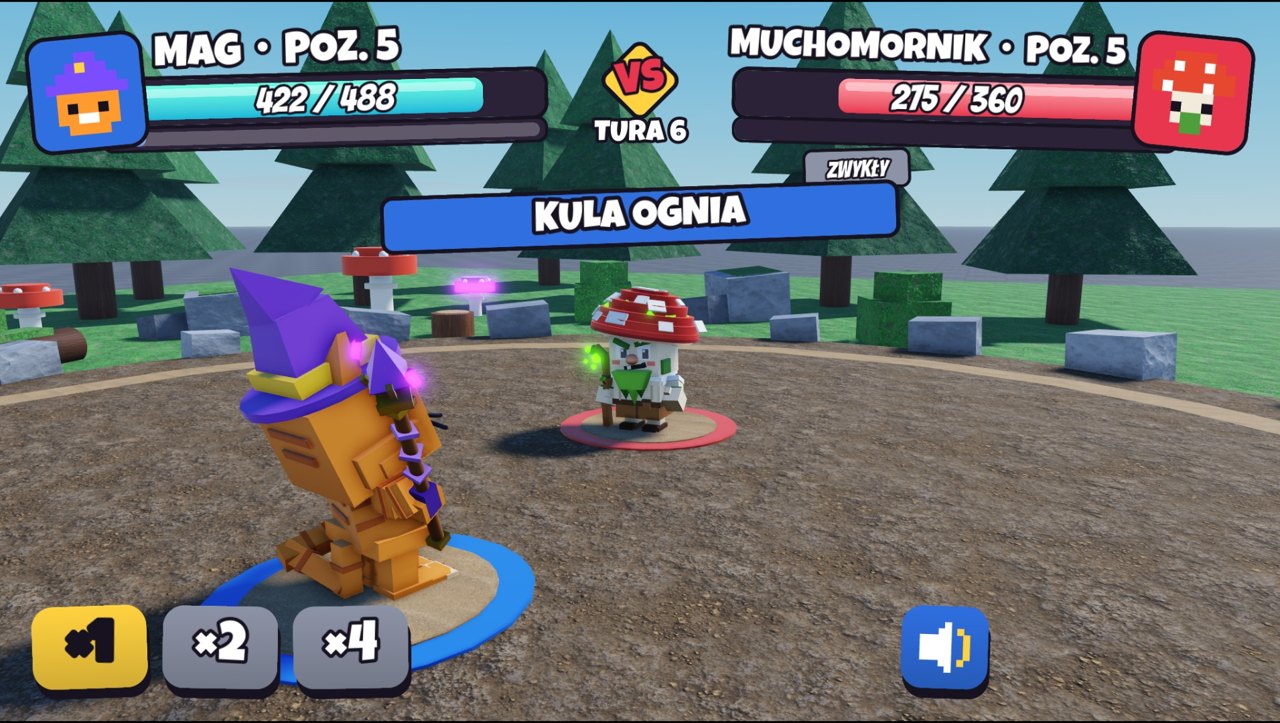 MAG • POZ. 5
422 / 488
VS
TURA 6
MUCHOMORNIK • POZ. 5
275 / 360
ZWYKŁY
KULA OGNIA
×1
×2
×4